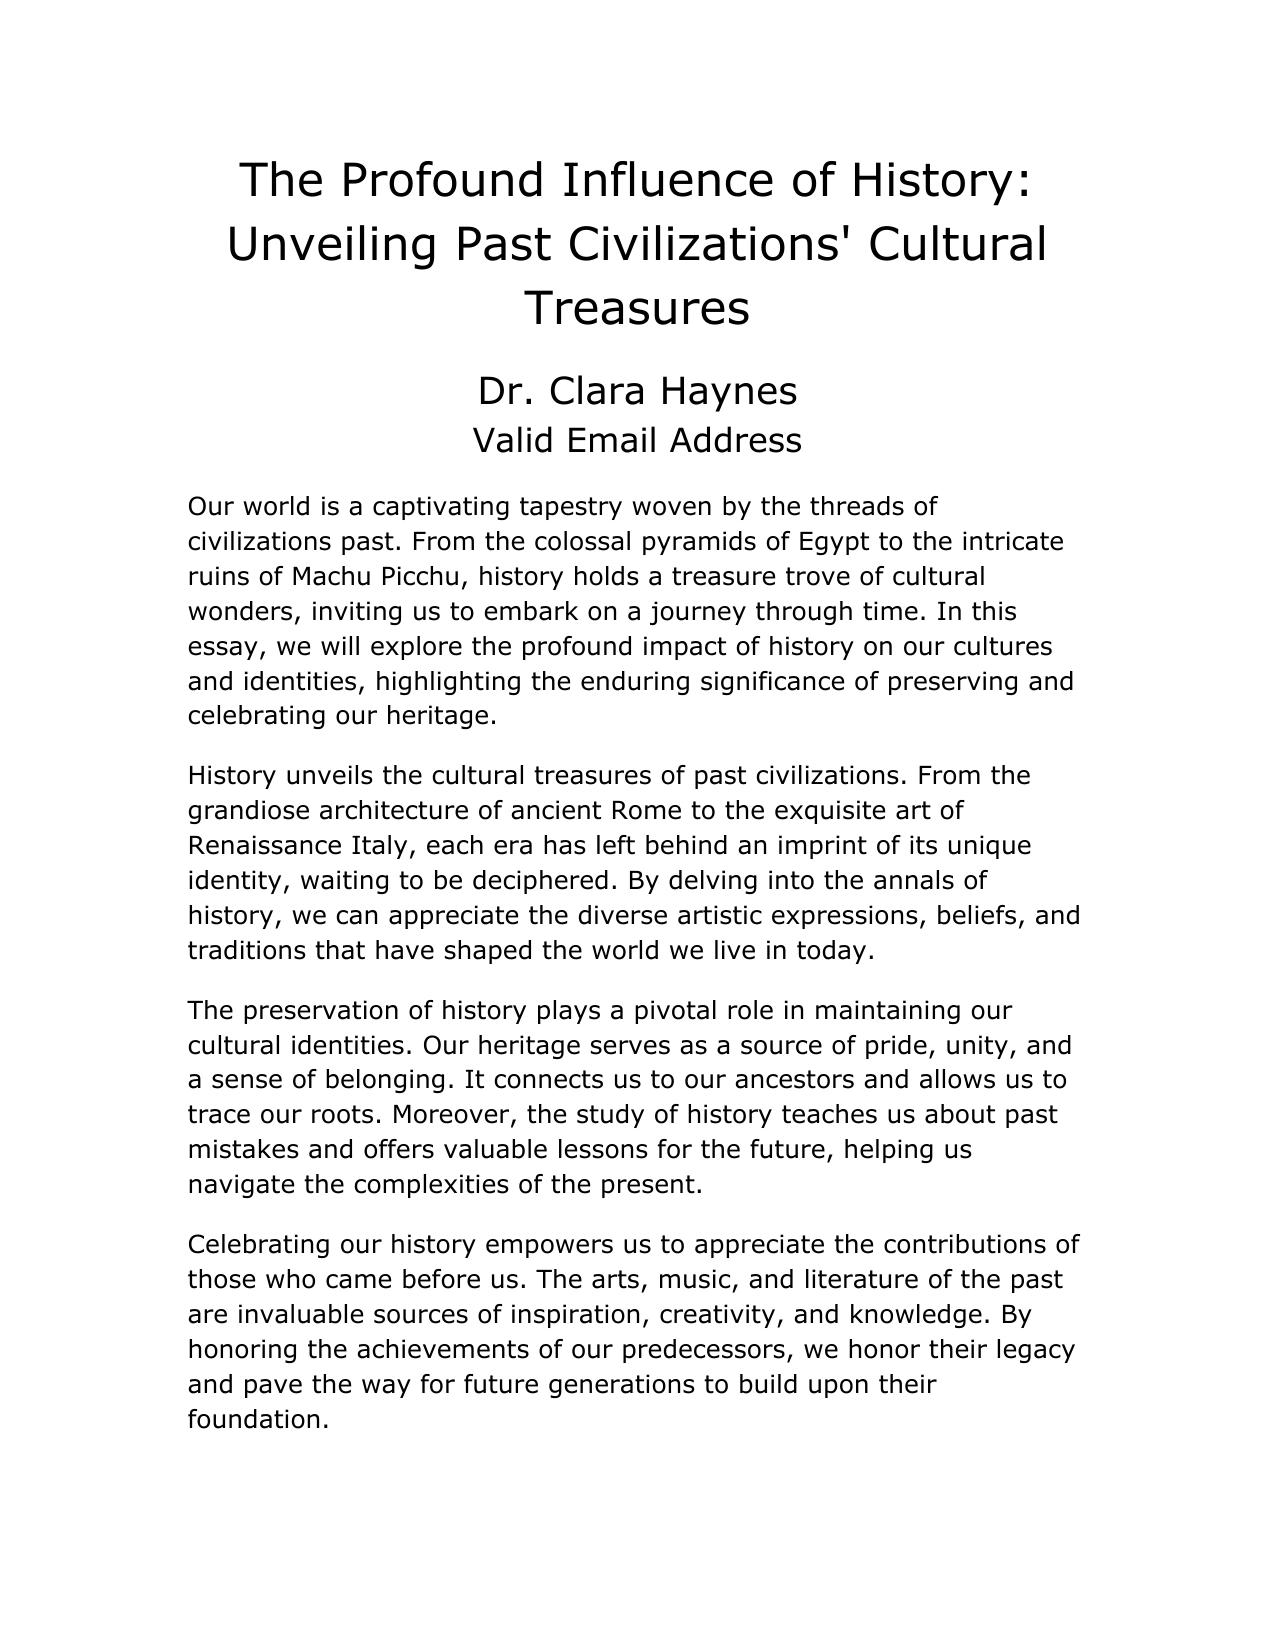 The Profound Influence of History:
Unveiling Past Civilizations' Cultural
Treasures
Dr. Clara Haynes
Valid Email Address
Our world is a captivating tapestry woven by the threads of
civilizations past. From the colossal pyramids of Egypt to the intricate
ruins of Machu Picchu, history holds a treasure trove of cultural
wonders, inviting us to embark on a journey through time. In this
essay, we will explore the profound impact of history on our cultures
and identities, highlighting the enduring significance of preserving and
celebrating our heritage.
History unveils the cultural treasures of past civilizations. From the
grandiose architecture of ancient Rome to the exquisite art of
Renaissance Italy, each era has left behind an imprint of its unique
identity, waiting to be deciphered. By delving into the annals of
history, we can appreciate the diverse artistic expressions, beliefs, and
traditions that have shaped the world we live in today.
The preservation of history plays a pivotal role in maintaining our
cultural identities. Our heritage serves as a source of pride, unity, and
a sense of belonging. It connects us to our ancestors and allows us to
trace our roots. Moreover, the study of history teaches us about past
mistakes and offers valuable lessons for the future, helping us
navigate the complexities of the present.
Celebrating our history empowers us to appreciate the contributions of
those who came before us. The arts, music, and literature of the past
are invaluable sources of inspiration, creativity, and knowledge. By
honoring the achievements of our predecessors, we honor their legacy
and pave the way for future generations to build upon their
foundation.